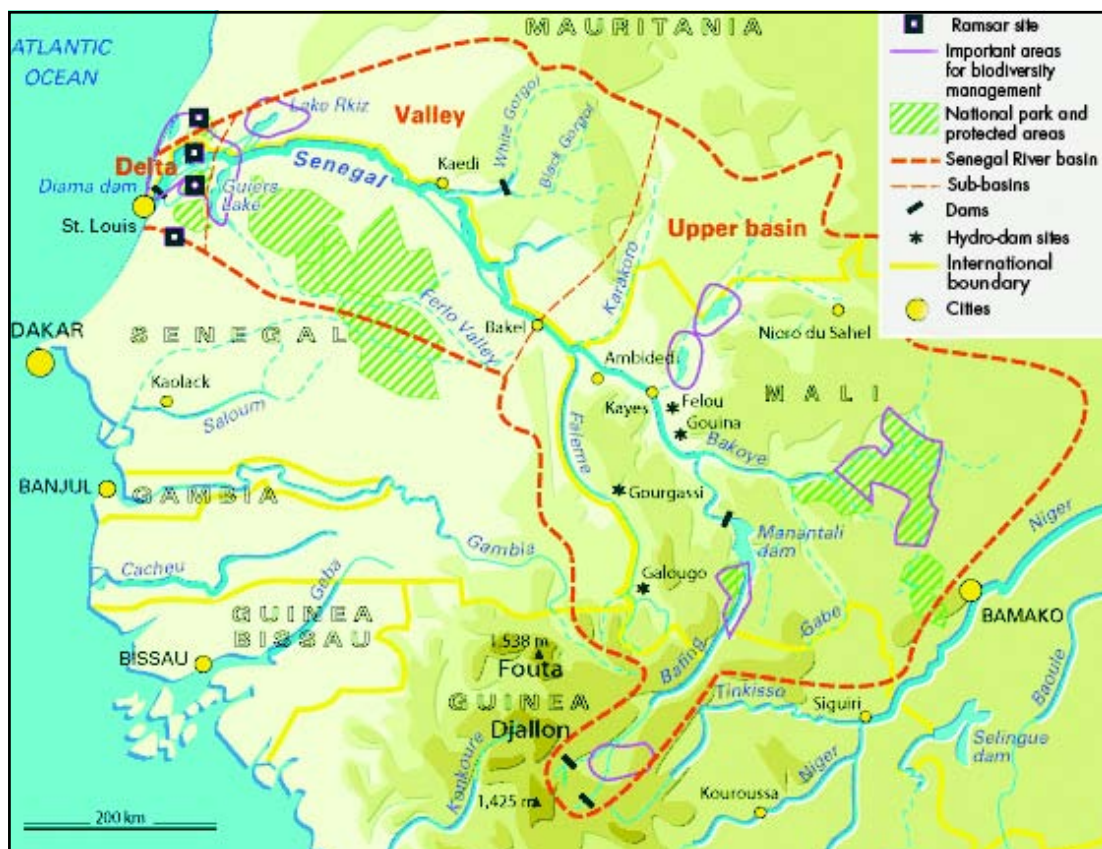 MAURITANIA
ATLANTIC
OCEAN
Ramsar site
Important areas
for biodiversity
management
National park and
protected areas
Senegal River basin
Sub-basins
Dams
Hydro-dam sites
International
boundary
Cities
Lake Rkiz
Valley
White Gorgol
Black Gorgol
Delta
Senegal
Kaedi
Diama dam
Guiers
Lake
St. Louis
Upper basin
Karakoro
Ferlo Valley
Bakel
Nioro du Sahel
DAKAR
SENEGAL
Kaolack
Saloum
Ambidedi
Kayes
Felou
Gouina
MALI
Faleme
Bakoye
BANJUL
GAMBIA
Gourgassi
Manantali
dam
Niger
Gambia
Cacheu
Geba
Galougo
Gabe
BAMAKO
GUINEA
BISSAU
BISSAU
1,538 m
Fouta
Bafing
Baoule
GUINEA
Djallon
Tinkisso
Siguiri
Selingue
dam
Konkoure
Niger
Kouroussa
1,425 m
200 km